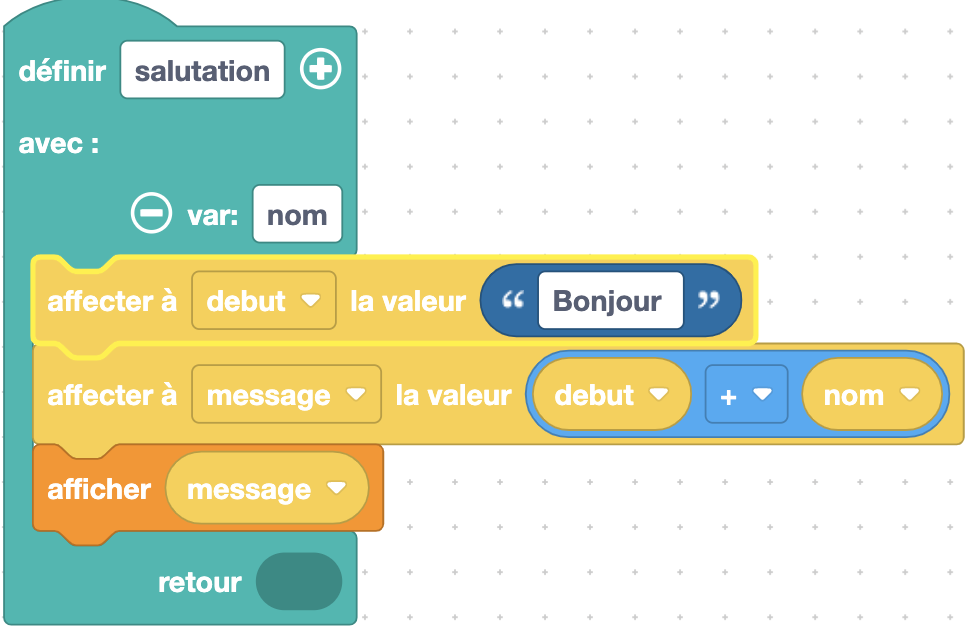 définir salutation
avec :
var: nom
affecter à debut la valeur “ Bonjour ”
affecter à message la valeur debut + nom
afficher message
retour